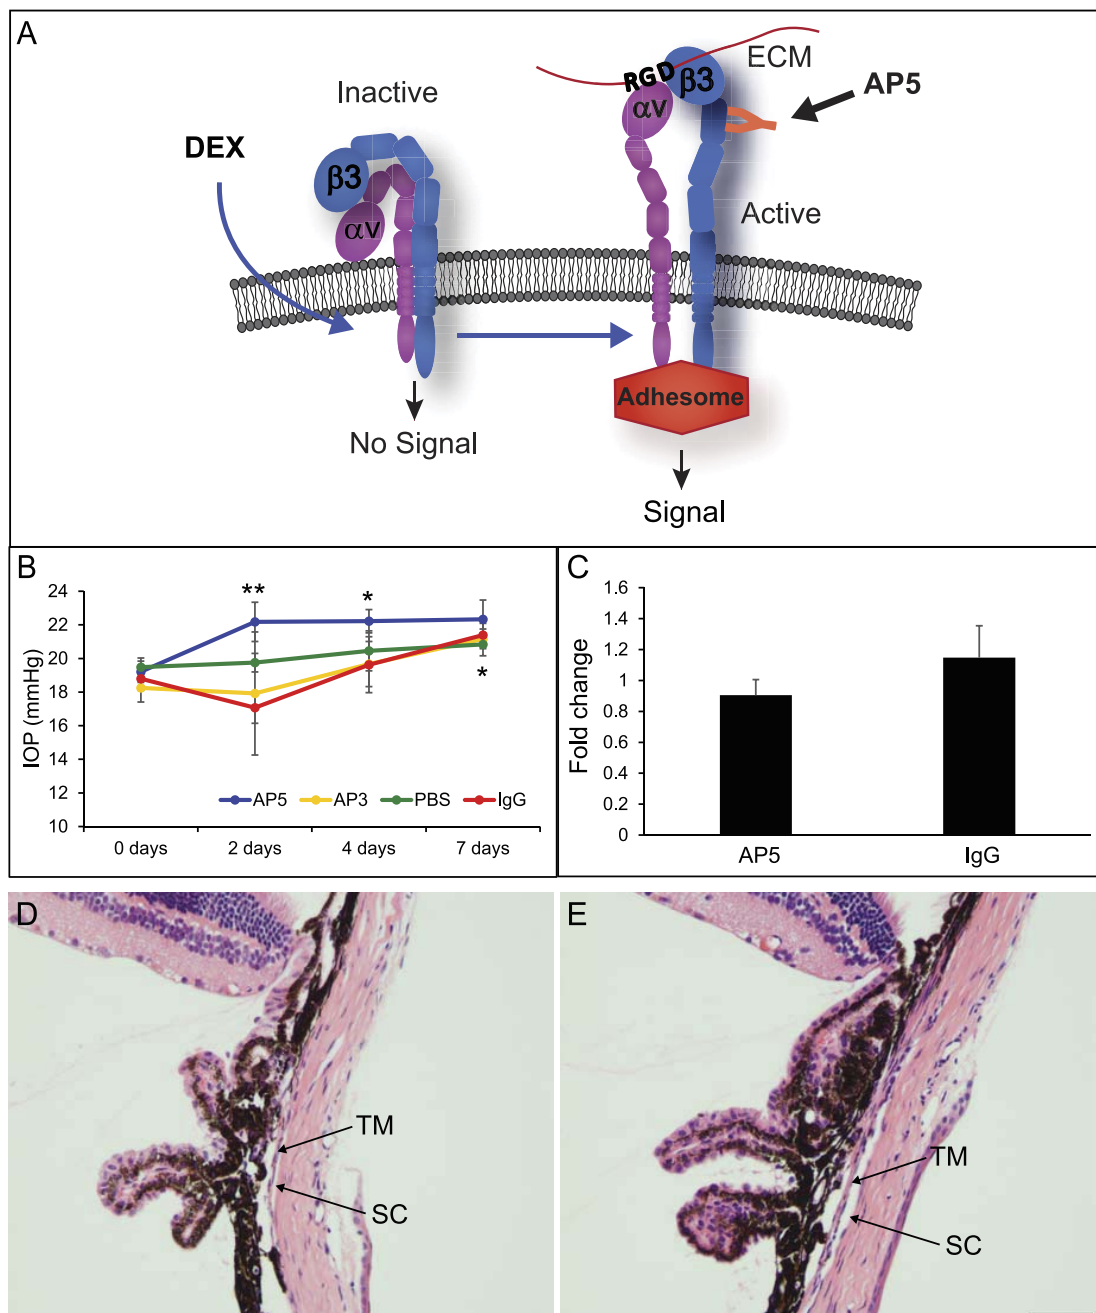 A
Inactive
DEX
β3
αv
No Signal
RGD
β3
αv
ECM
AP5
Active
Adhesome
Signal
B
24
22
20
18
16
14
12
10
IOP (mmHg)
**
*
*
AP5 AP3 PBS IgG
0 days 2 days 4 days 7 days
C
1.6
1.4
1.2
1
0.8
0.6
0.4
0.2
0
Fold change
AP5 IgG
D
TM
SC
E
TM
SC